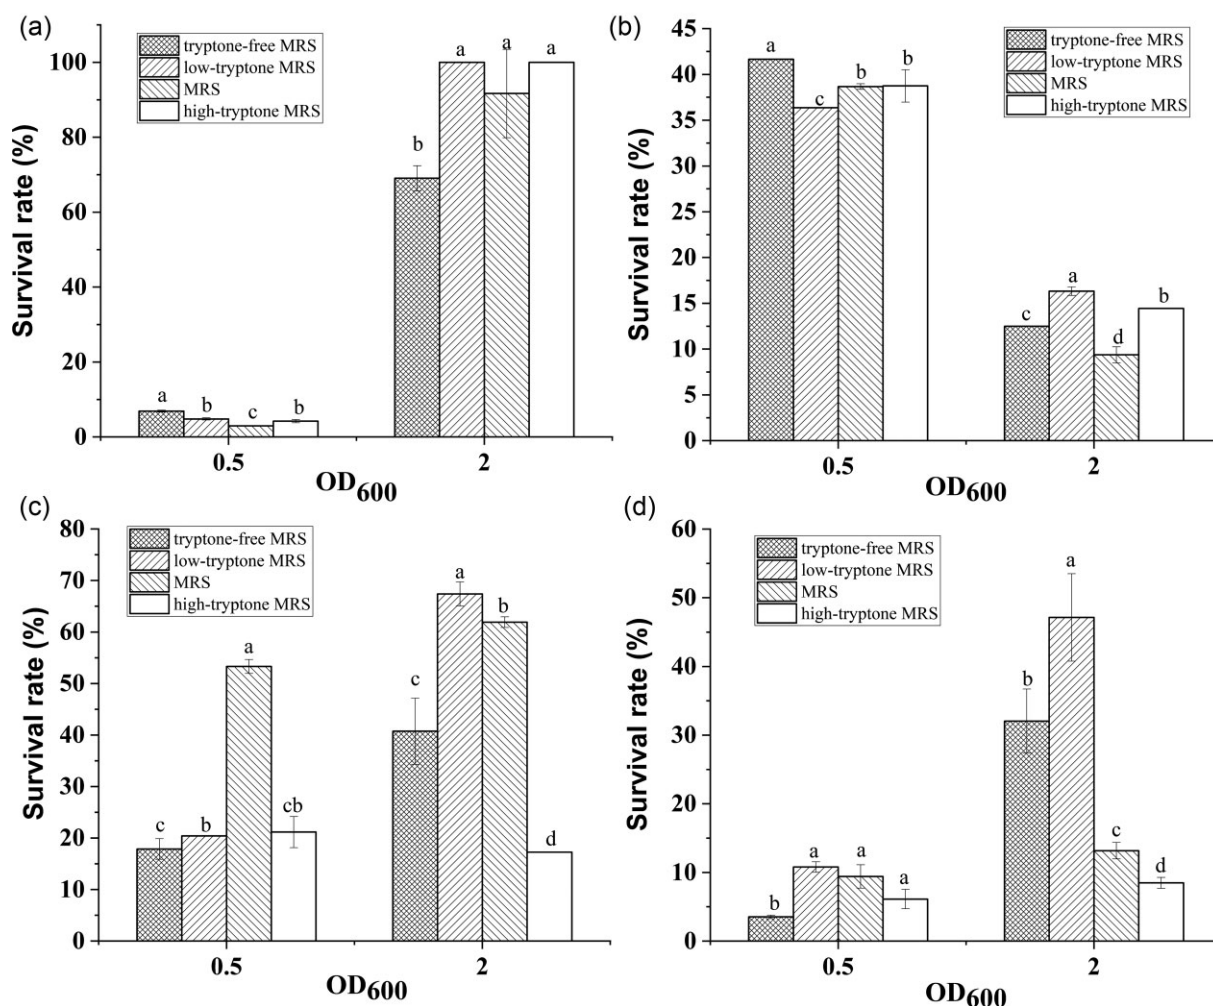 (a)
tryptone-free MRS
low-tryptone MRS
MRS
high-tryptone MRS
Survival rate (%)
100
80
60
40
20
0
a
b
c
b
b
a
a
a
0.5
2
OD600
(b)
tryptone-free MRS
low-tryptone MRS
MRS
high-tryptone MRS
Survival rate (%)
45
40
35
30
25
20
15
10
5
0
a
c
b
b
c
a
d
b
0.5
2
OD600
(c)
tryptone-free MRS
low-tryptone MRS
MRS
high-tryptone MRS
Survival rate (%)
80
70
60
50
40
30
20
10
0
c
b
a
cb
c
a
b
d
0.5
2
OD600
(d)
tryptone-free MRS
low-tryptone MRS
MRS
high-tryptone MRS
Survival rate (%)
60
50
40
30
20
10
0
b
a
a
a
b
a
c
d
0.5
2
OD600